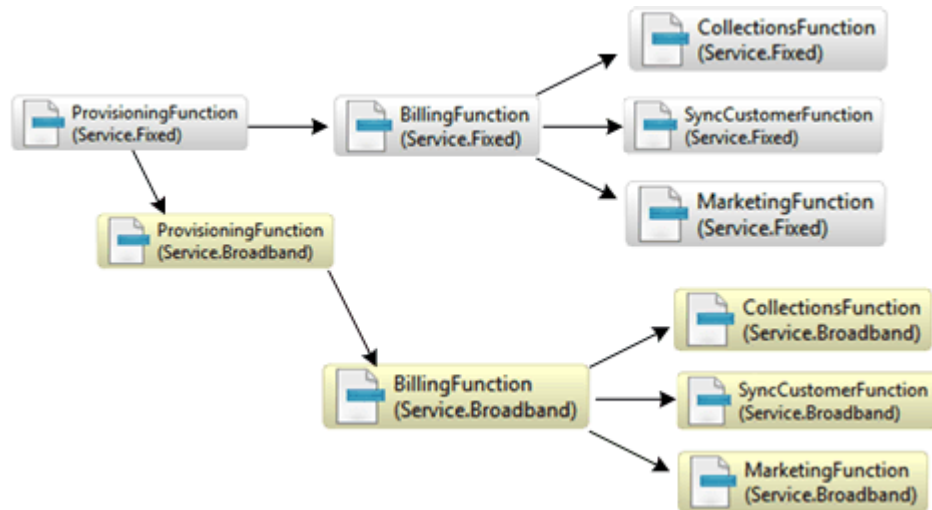 CollectionsFunction
(Service.Fixed)
ProvisioningFunction
(Service.Fixed)
BillingFunction
(Service.Fixed)
SyncCustomerFunction
(Service.Fixed)
MarketingFunction
(Service.Fixed)
ProvisioningFunction
(Service.Broadband)
CollectionsFunction
(Service.Broadband)
BillingFunction
(Service.Broadband)
SyncCustomerFunction
(Service.Broadband)
MarketingFunction
(Service.Broadband)